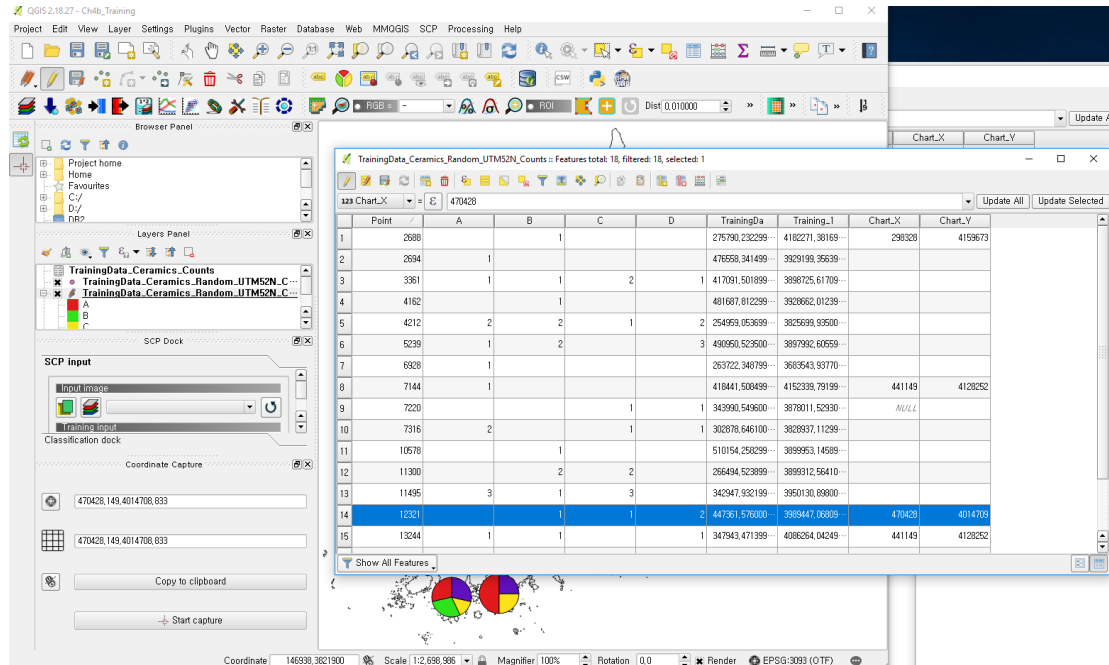 QGIS 2.18.27 - Ch4b_Training
Project Edit View Layer Settings Plugins Vector Raster Database Web MMQGIS SCP Processing Help
RGB = - ROI Dist 0,010000 » » »
Browser Panel
Project home
Home
Favourites
C:/
D:/
DB2
Layers Panel
TrainingData_Ceramics_Counts
TrainingData_Ceramics_Random_UTM52N_C···
TrainingData_Ceramics_Random_UTM52N_C···
A
B
C
SCP Dock
SCP input
Input image
Training input
Classification dock
Coordinate Capture
470428,149,4014708,833
470428,149,4014708,833
Copy to clipboard
Start capture
Update A
Chart_X Chart_Y
TrainingData_Ceramics_Random_UTM52N_Counts :: Features total: 18, filtered: 18, selected: 1
123 Chart_X = ε 470428 Update All Update Selected
Point A B C D TrainingDa Training_1 Chart_X Chart_Y
1 2688 1 275790,232299··· 4182271,38169··· 298328 4159673
2 2694 1 476558,341499··· 3929199,35639···
3 3361 1 1 2 1 417091,501899··· 3898725,61709···
4 4162 1 481687,812299··· 3928662,01239···
5 4212 2 2 1 2 254959,053699··· 3825699,93500···
6 5239 1 2 3 490950,523500··· 3897992,60559···
7 6928 1 263722,348799··· 3683543,93770···
8 7144 1 418441,508499··· 4152339,79199··· 441149 4128252
9 7220 1 1 343990,549600··· 3878011,52930··· NULL
10 7316 2 1 1 302878,646100··· 3828937,11299···
11 10578 1 510154,258299··· 3899953,14589···
12 11300 2 2 266494,523899··· 3899312,56410···
13 11495 3 1 3 342947,932199··· 3950130,89800···
14 12321 1 1 2 447361,576000··· 3989447,06809··· 470428 4014709
15 13244 1 1 1 347943,471399··· 4086264,04249··· 441149 4128252
Show All Features
Coordinate 146938,3821900 Scale 1:2,698,986 Magnifier 100% Rotation 0,0 Render EPSG:3093 (OTF)